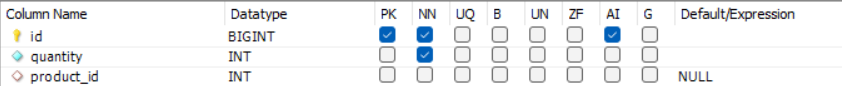 Column Name Datatype PK NN UQ B UN ZF AI G Default/Expression
id BIGINT
quantity INT
product_id INT NULL